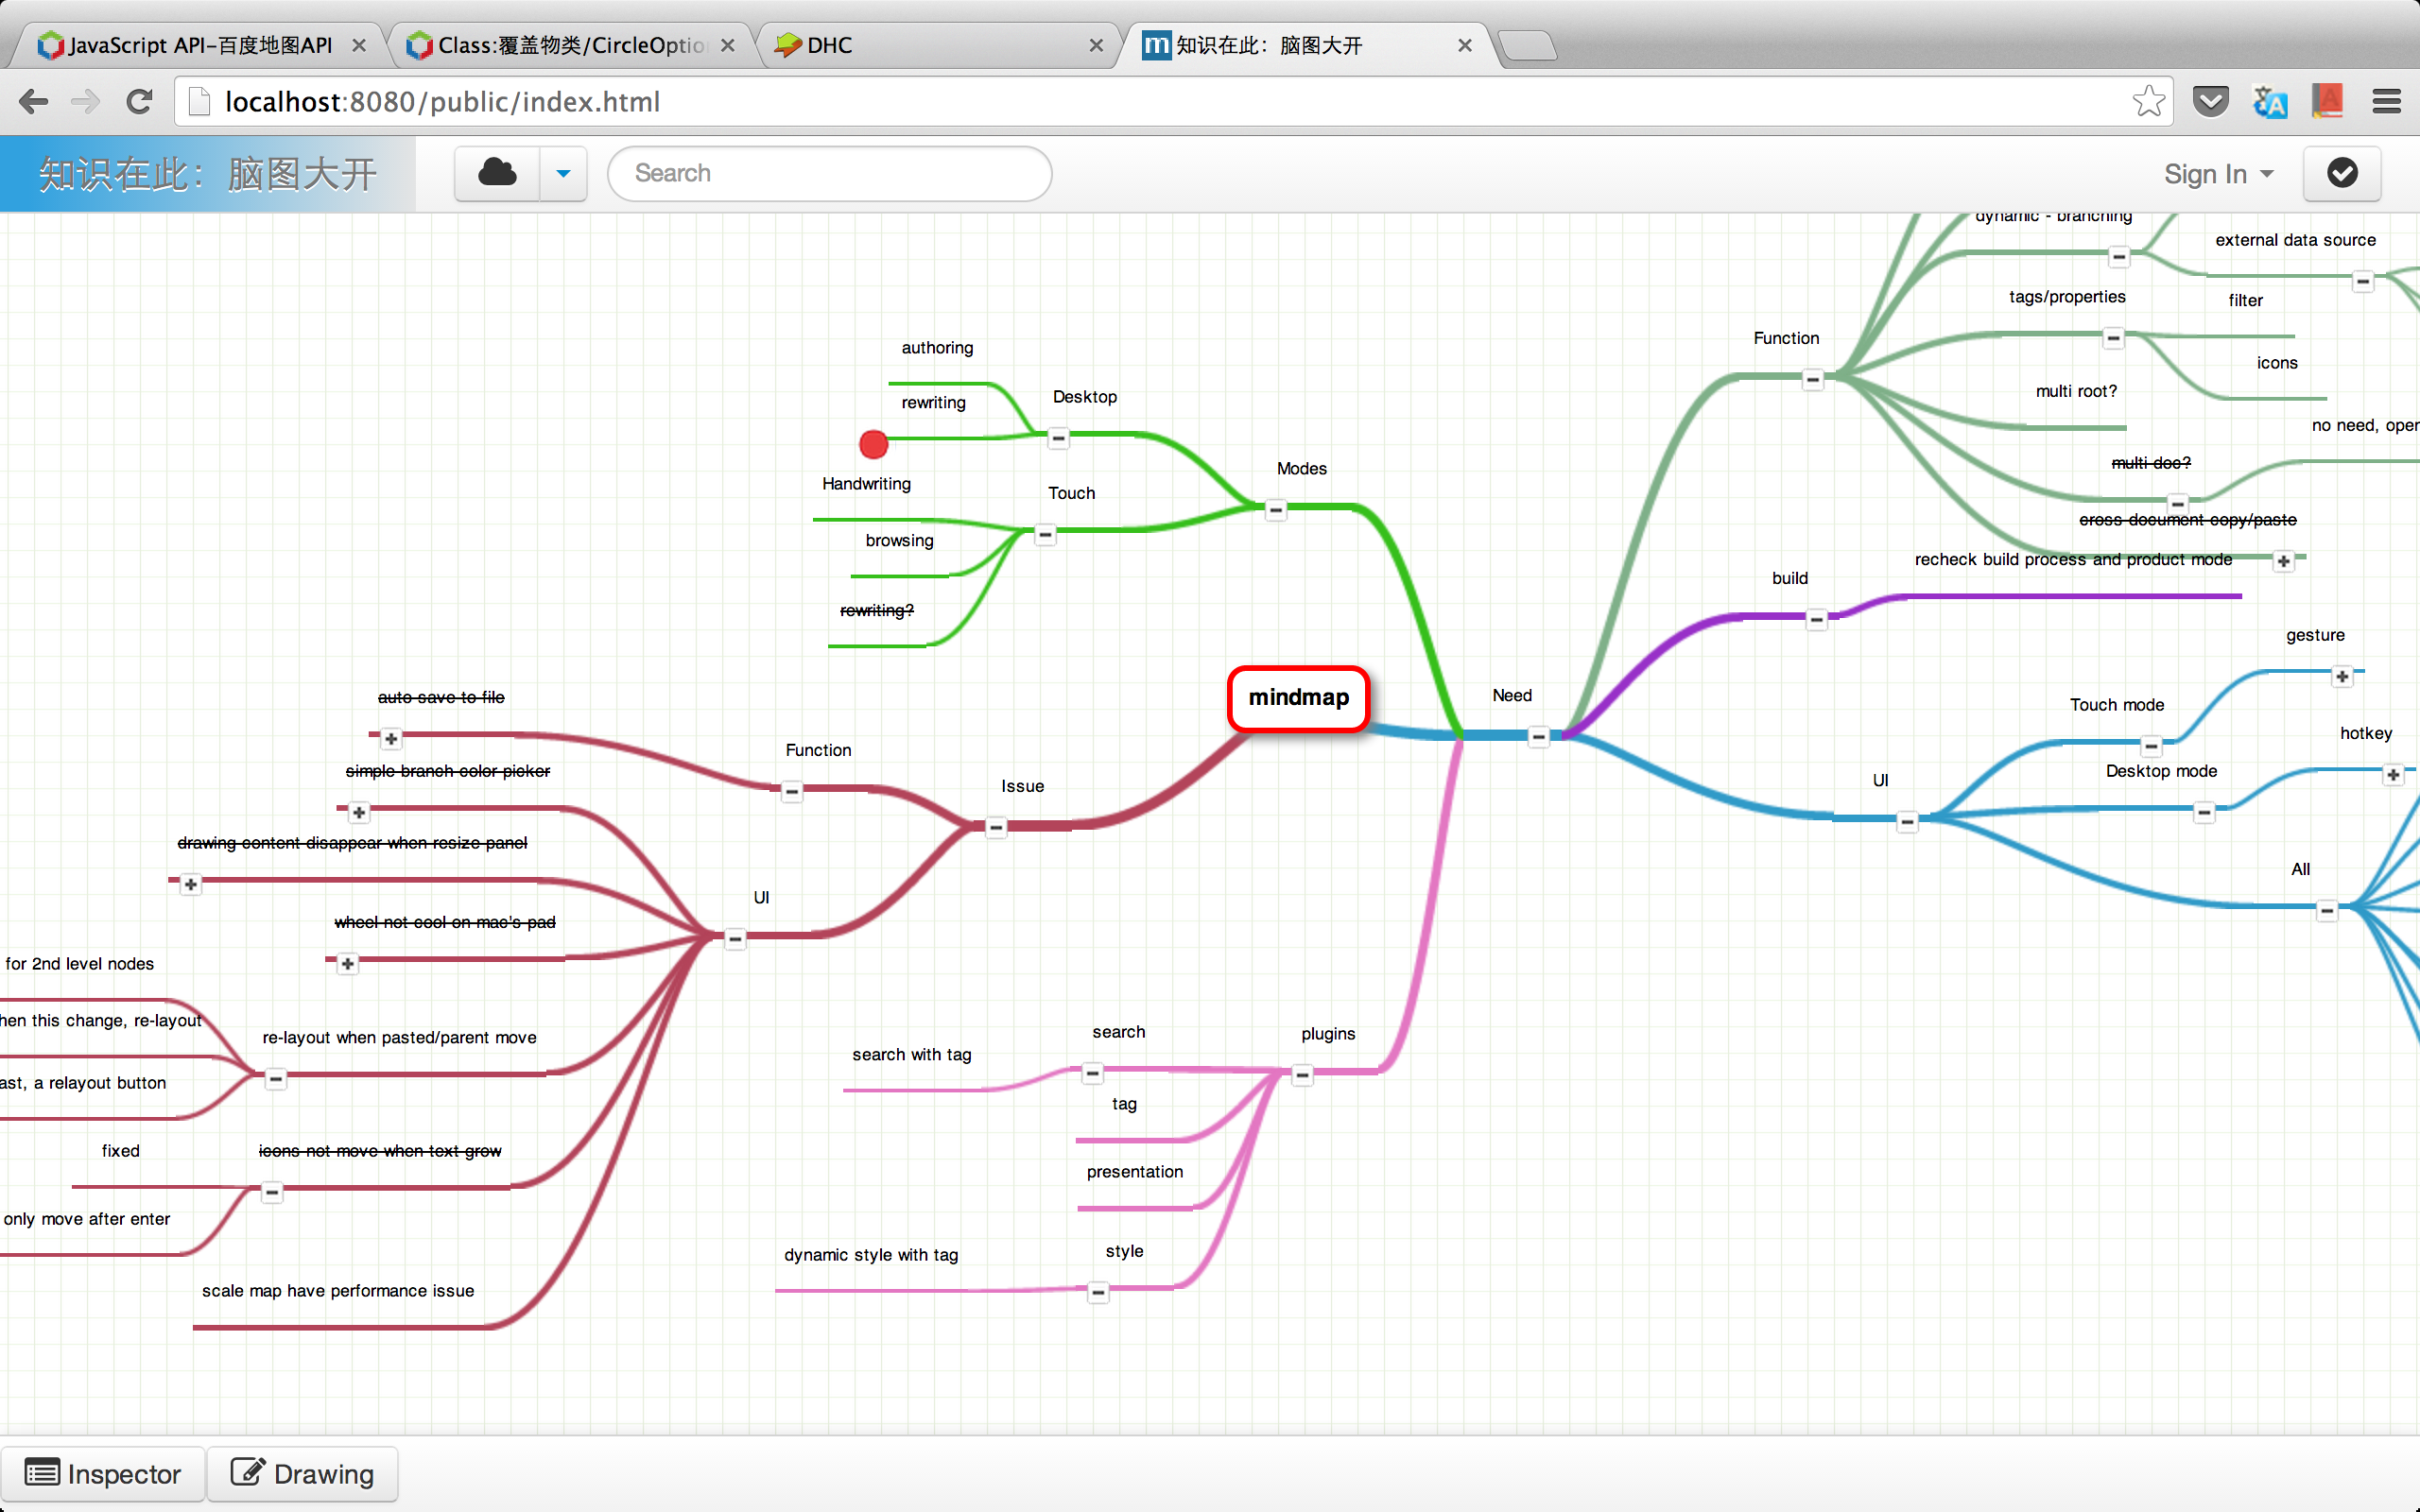 JavaScript API-百度地图API
Class:覆盖物类/CircleOptio
DHC
知识在此：脑图大开
localhost:8080/public/index.html
知识在此：脑图大开
Search
Sign In
dynamic - branching
external data source
tags/properties
filter
Function
icons
authoring
multi root?
Desktop
rewriting
no need, oper
multi doc?
Modes
Handwriting
Touch
cross document copy/paste
browsing
recheck build process and product mode
build
rewriting?
gesture
auto save to file
mindmap
Need
Touch mode
hotkey
Function
simple branch color picker
Desktop mode
UI
Issue
drawing content disappear when resize panel
All
UI
wheel not cool on mac's pad
for 2nd level nodes
hen this change, re-layout
re-layout when pasted/parent move
search
plugins
search with tag
ast, a relayout button
tag
fixed
icons not move when text grow
presentation
only move after enter
dynamic style with tag
style
scale map have performance issue
Inspector
Drawing